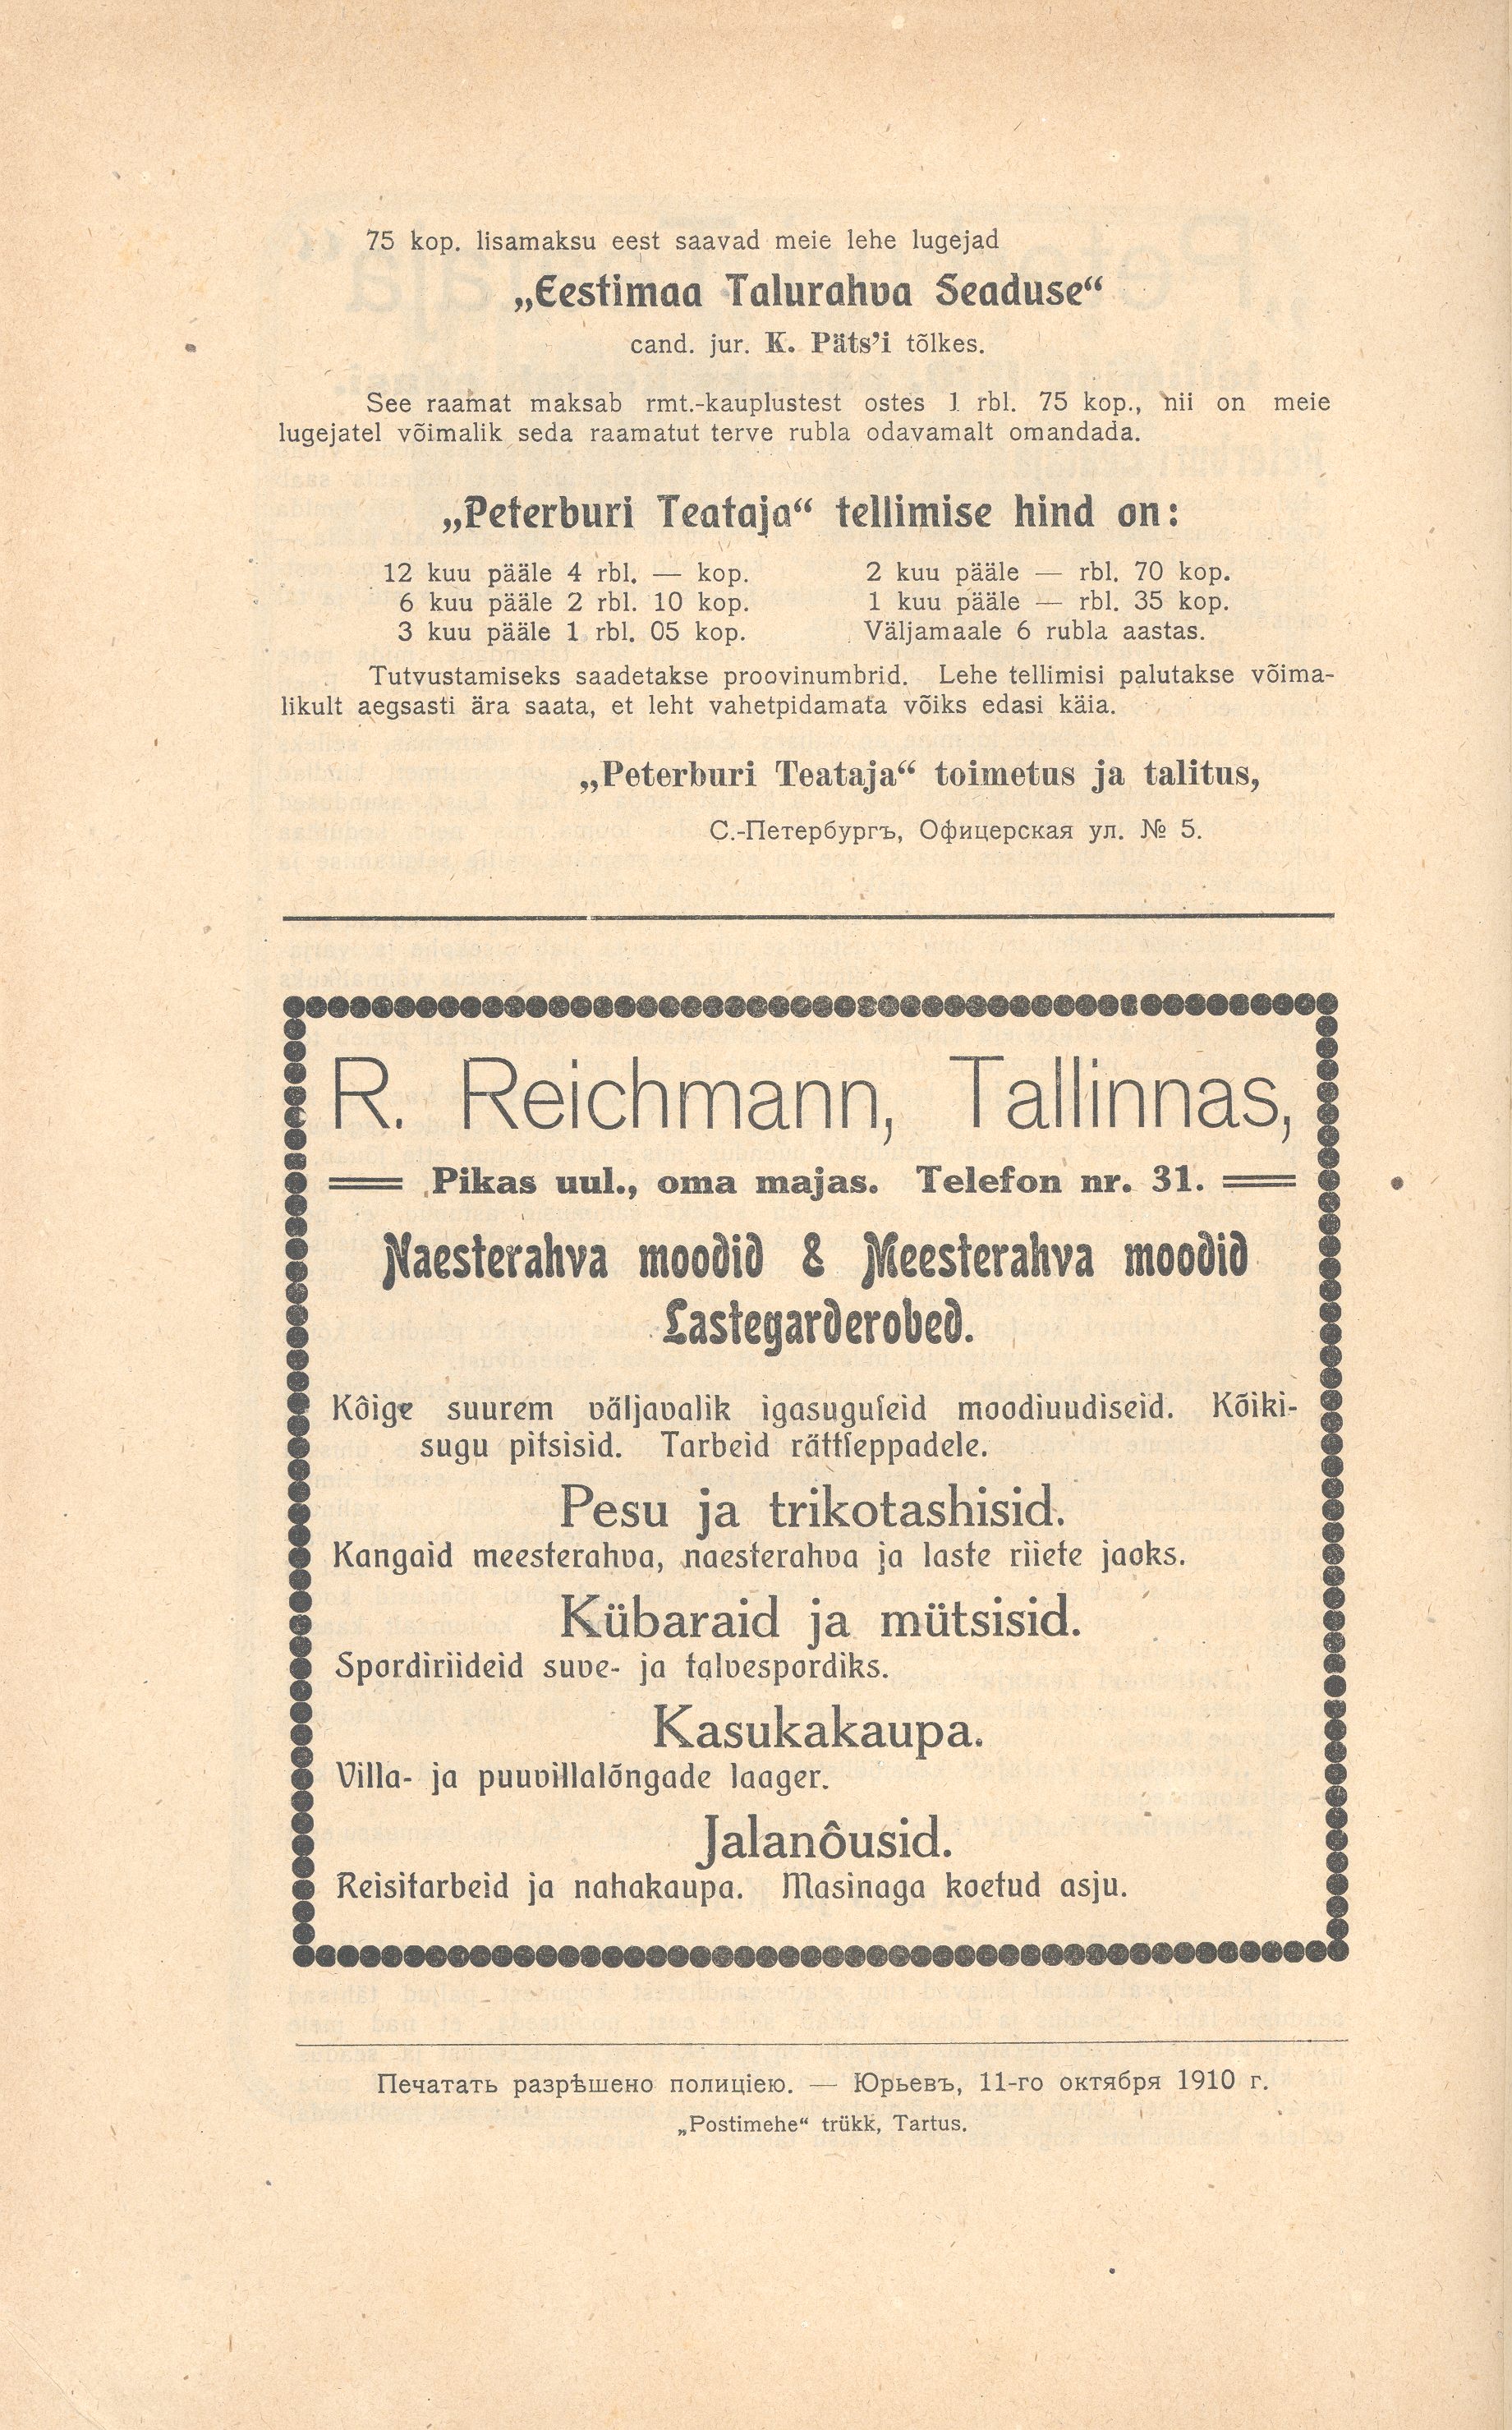 75 kop. lisamaksu eest saavad meie lehe lugejad
„Eestimaa Talurahva Seaduse“
cand. jur. K. Päts’i tõlkes.
See raamat maksab rmt.-kauplustest ostes 1 rbl. 75 kop., nii on meie
lugejatel võimalik seda raamatut terve rubla odavamalt omandada.
„Peterburi Teataja“ tellimise hind on:
12 kuu pääle 4 rbl. — kop.
6 kuu pääle 2 rbl. 10 kop.
3 kuu pääle 1 rbl. 05 kop.
2 kuu pääle — rbl. 70 kop.
1 kuu pääle — rbl. 35 kop.
Väljamaale 6 rubla aastas.
Tutvustamiseks saadetakse proovinumbrid. Lehe tellimisi palutakse võima-
likult aegsasti ära saata, et leht vahetpidamata võiks edasi käia.
„Peterburi Teataja“ toimetus ja talitus,
С.-Петербургъ, Офицерская ул. № 5.
R. Reichmann, Tallinnas,
Pikas uul., oma majas. Telefon nr. 31.
Naesterahva moodid & Meesterahva moodid
Lastegarderobed.
Kôige suurem väljavalik igasuguseid moodiuudiseid. Kõiki-
sugu pitsisid. Tarbeid rättseppadele.
Pesu ja trikotashisid.
Kangaid meesterahva, naesterahva ja laste riiete jaoks.
Kübaraid ja mütsisid.
Spordiriideid suve- ja talvespordiks.
Kasukakaupa.
Villa- ja puuvillalõngade laager.
Jalanôusid.
Reisitarbeid ja nahakaupa. Masinaga koetud asju.
Печатать разрѣшено полиціею. — Юрьевъ, 11-го октября 1910 г.
„Postimehe“ trükk, Tartus.